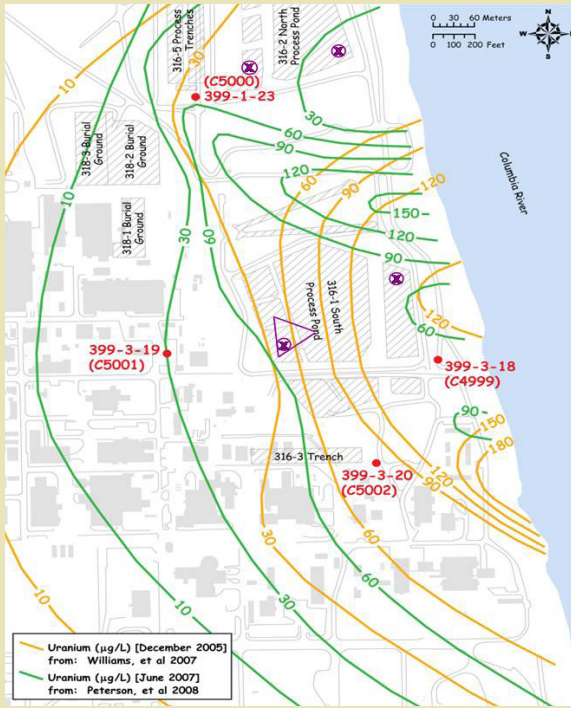 0 30 60 Meters
0 100 200 Feet
N
W
E
S
316-5 Process
Trenches
316-2 North
Process Pond
(C5000)
399-1-23
10
30
30
60
90
120
60
90
120
150
120
90
Columbia River
318-3 Burial
Ground
318-2 Burial
Ground
318-1 Burial
Ground
10
30
60
316-1 South
Process Pond
120
60
399-3-19
(C5001)
399-3-18
(C4999)
90
150
180
316-3 Trench
399-3-20
(C5002)
120
90
30
60
60
10
10
30
Uranium (µg/L) [December 2005]
from: Williams, et al 2007
Uranium (µg/L) [June 2007]
from: Peterson, et al 2008